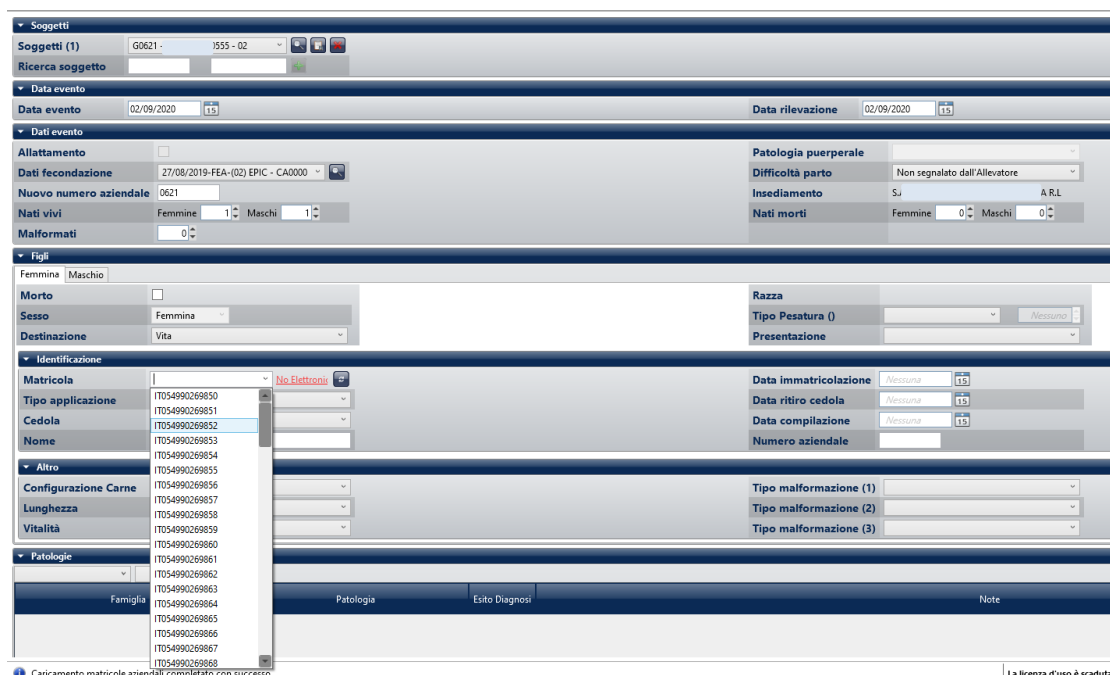 Soggetti
Soggetti (1) G0621 - 0555 - 02
Ricerca soggetto
Data evento
Data evento 02/09/2020 15 Data rilevazione 02/09/2020 15
Dati evento
Allattamento Patologia puerperale
Dati fecondazione 27/08/2019-FEA-(02) EPIC - CA0000 Difficoltà parto Non segnalato dall'Allevatore
Nuovo numero aziendale 0621 Insediamento S. A R.L
Nati vivi Femmine 1 Maschi 1 Nati morti Femmine 0 Maschi 0
Malformati 0
Figli
Femmina Maschio
Morto Razza
Sesso Femmina Tipo Pesatura () Nessuno
Destinazione Vita Presentazione
Identificazione
Matricola No Elettronic Data immatricolazione Nessuna 15
Tipo applicazione Data ritiro cedola Nessuna 15
Cedola Data compilazione Nessuna 15
Nome Numero aziendale
IT054990269850
IT054990269851
IT054990269852
IT054990269853
IT054990269854
IT054990269855
IT054990269856
IT054990269857
IT054990269858
IT054990269859
IT054990269860
IT054990269861
IT054990269862
IT054990269863
IT054990269864
IT054990269865
IT054990269866
IT054990269867
IT054990269868
Altro
Configurazione Carne Tipo malformazione (1)
Lunghezza Tipo malformazione (2)
Vitalità Tipo malformazione (3)
Patologie
Famiglia Patologia Esito Diagnosi Note
Caricamento matricole aziendali completato con successo La licenza d'uso è scaduta